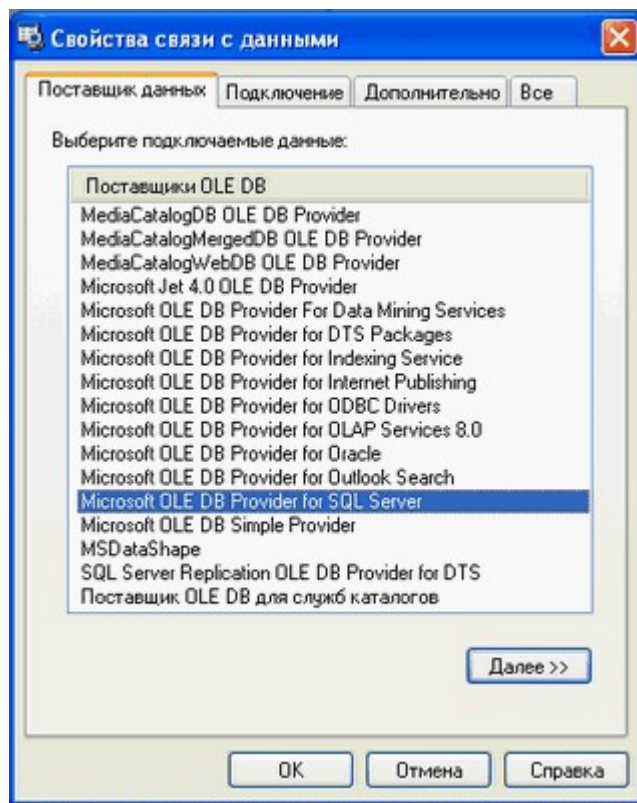 Свойства связи с данными
Поставщик данных Подключение Дополнительно Все
Выберите подключаемые данные:
Поставщики OLE DB
MediaCatalogDB OLE DB Provider
MediaCatalogMergedDB OLE DB Provider
MediaCatalogWebDB OLE DB Provider
Microsoft Jet 4.0 OLE DB Provider
Microsoft OLE DB Provider For Data Mining Services
Microsoft OLE DB Provider for DTS Packages
Microsoft OLE DB Provider for Indexing Service
Microsoft OLE DB Provider for Internet Publishing
Microsoft OLE DB Provider for ODBC Drivers
Microsoft OLE DB Provider for OLAP Services 8.0
Microsoft OLE DB Provider for Oracle
Microsoft OLE DB Provider for Outlook Search
Microsoft OLE DB Provider for SQL Server
Microsoft OLE DB Simple Provider
MSDataShape
SQL Server Replication OLE DB Provider for DTS
Поставщик OLE DB для служб каталогов
Далее >>
ОК Отмена Справка